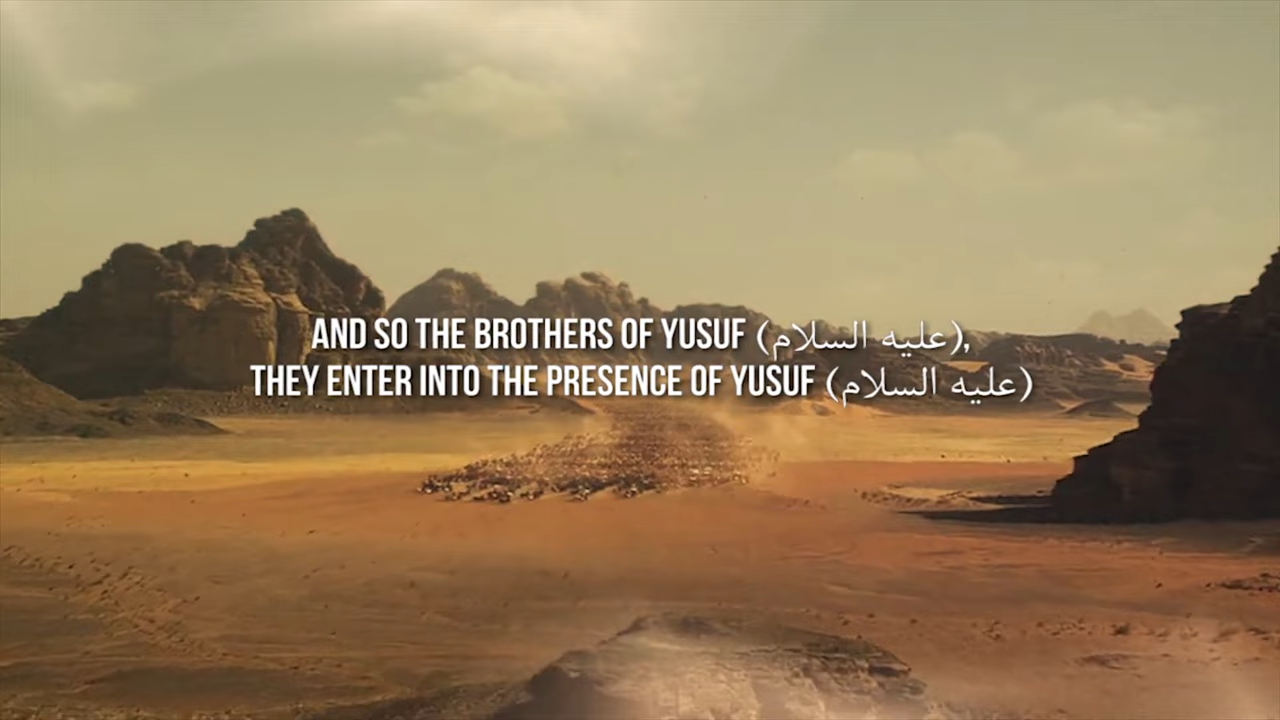 AND SO THE BROTHERS OF YUSUF (عليه السلام),
THEY ENTER INTO THE PRESENCE OF YUSUF (عليه السلام)